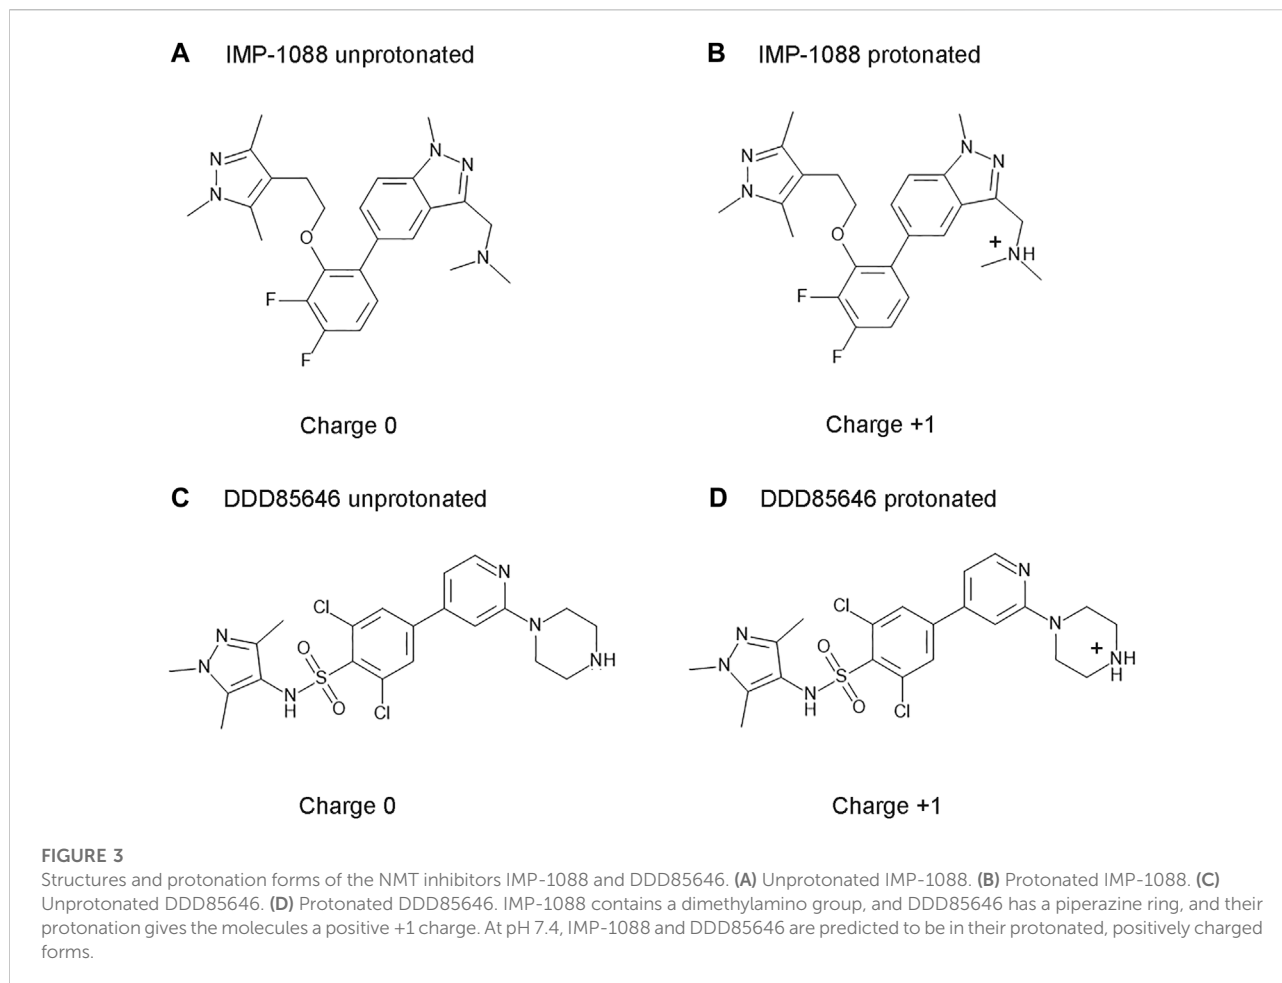 A IMP-1088 unprotonated
B IMP-1088 protonated
N
N
O
F
F
N
N
N
N
N
O
F
F
N
N
+
NH
Charge 0
Charge +1
C DDD85646 unprotonated
D DDD85646 protonated
N
N
N
H
O
S
O
Cl
Cl
N
N
NH
N
N
N
H
O
S
O
Cl
Cl
N
N
+
NH
H
Charge 0
Charge +1
FIGURE 3
Structures and protonation forms of the NMT inhibitors IMP-1088 and DDD85646. (A) Unprotonated IMP-1088. (B) Protonated IMP-1088. (C)
Unprotonated DDD85646. (D) Protonated DDD85646. IMP-1088 contains a dimethylamino group, and DDD85646 has a piperazine ring, and their
protonation gives the molecules a positive +1 charge. At pH 7.4, IMP-1088 and DDD85646 are predicted to be in their protonated, positively charged
forms.